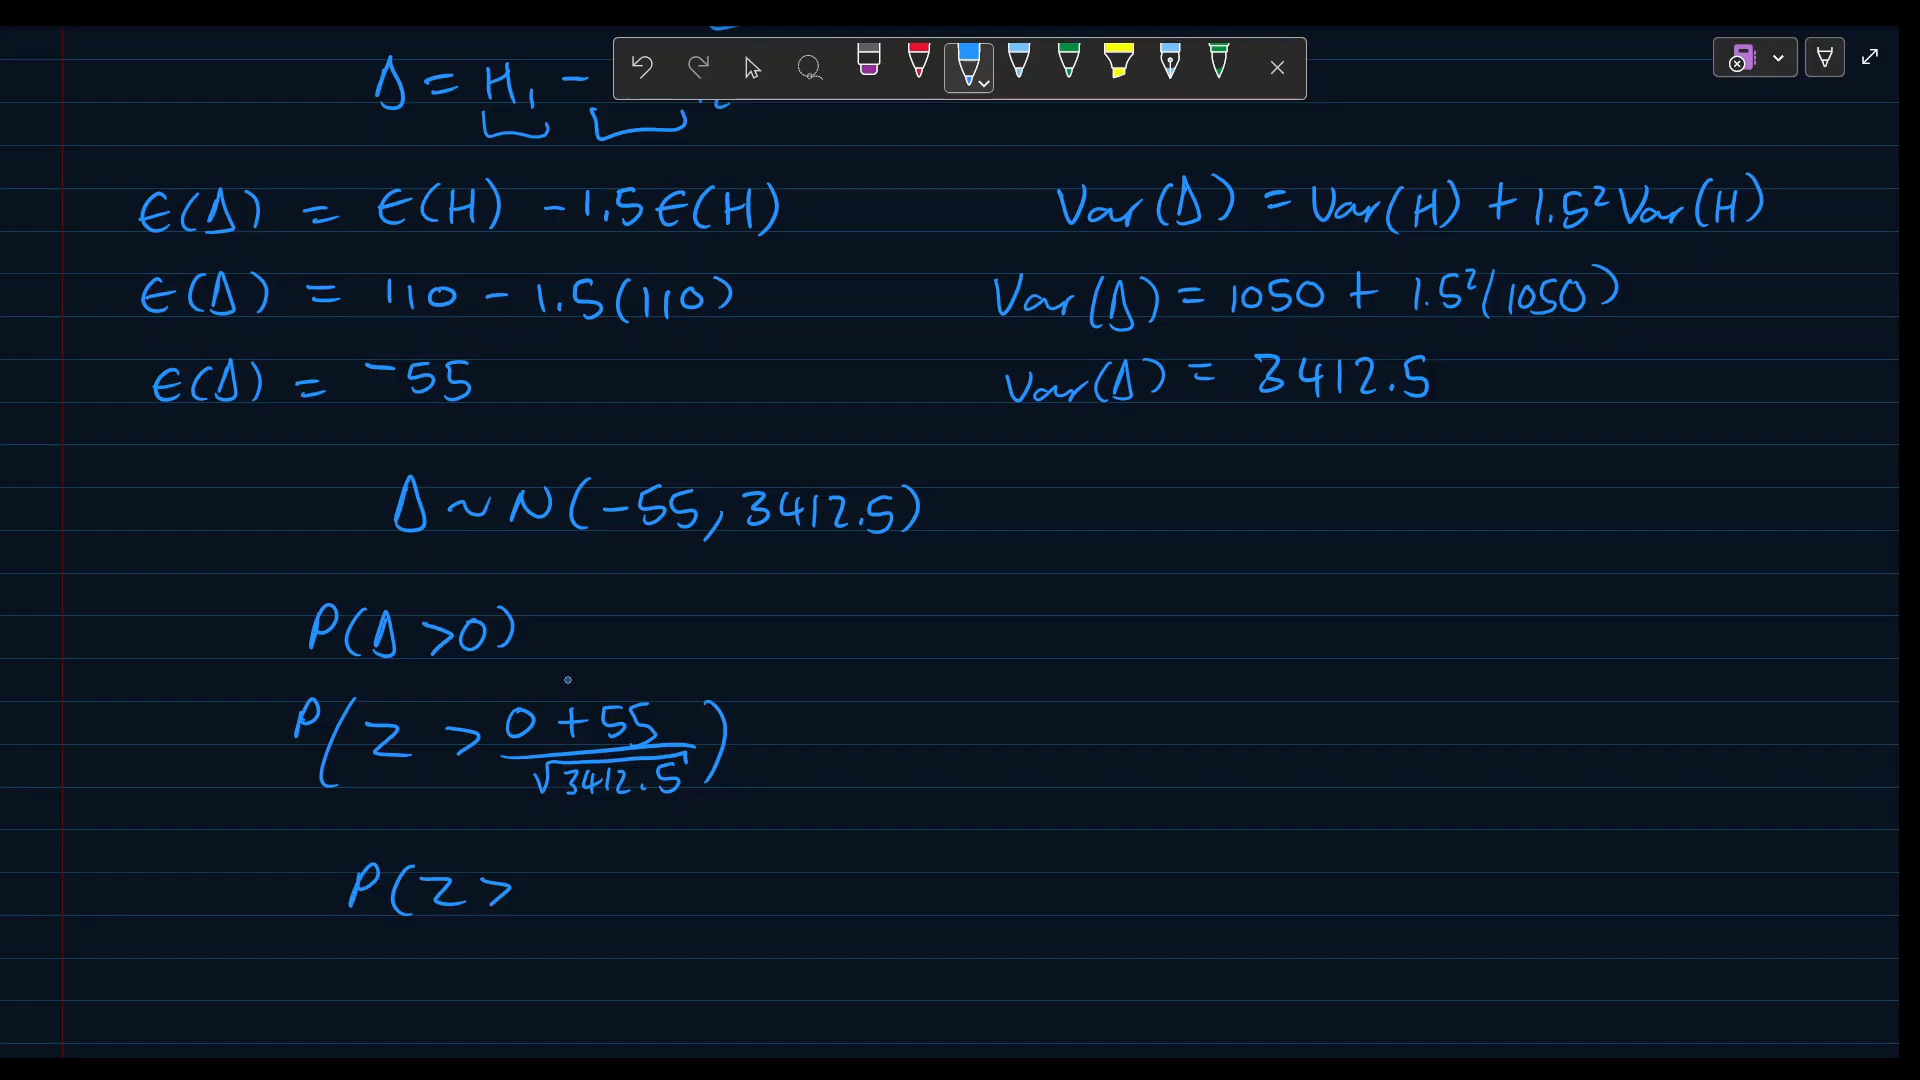 Δ = H₁ −
E(Δ) = E(H) - 1.5E(H)
Var(Δ) = Var(H) + 1.5² Var(H)
E(Δ) = 110 - 1.5(110)
Var(Δ) = 1050 + 1.5²(1050)
E(Δ) = -55
Var(Δ) = 3412.5
Δ ~ N(-55, 3412.5)
P(Δ > 0)
P(Z > (0 + 55)/√3412.5)
P(Z >